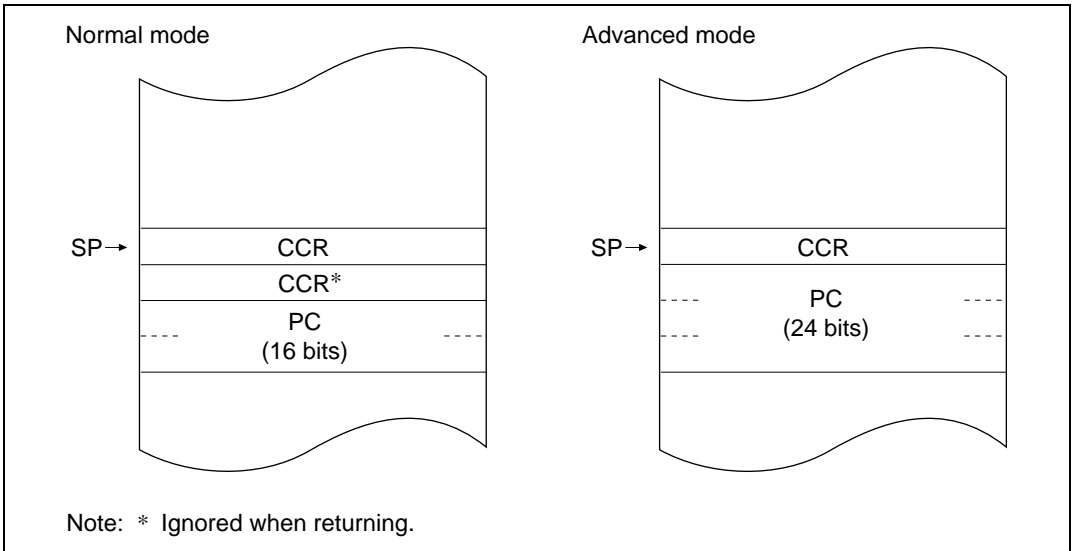 Normal mode
SP→
CCR
CCR*
PC
(16 bits)
Advanced mode
SP→
CCR
PC
(24 bits)
Note: * Ignored when returning.